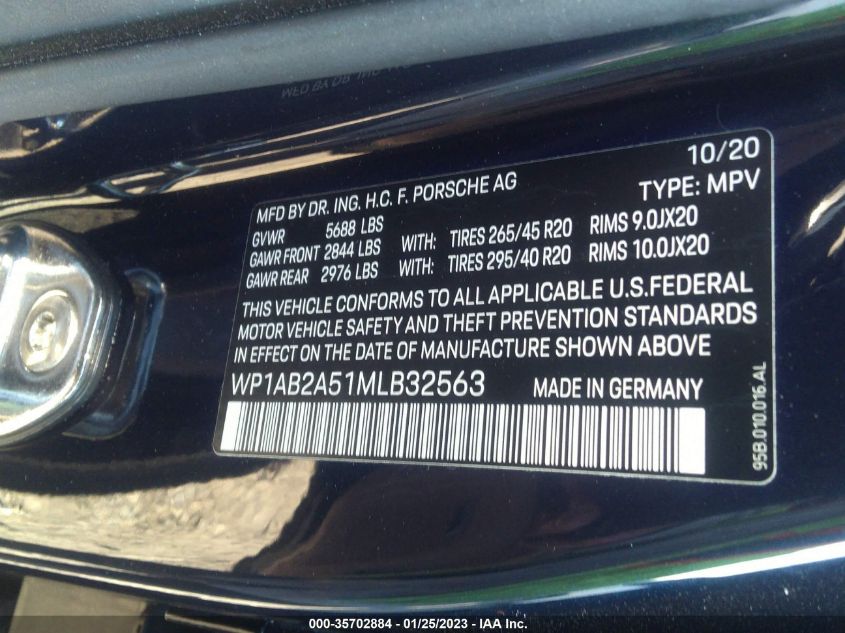 10/20
MFD BY DR. ING. H.C. F. PORSCHE AG TYPE: MPV
GVWR 5688 LBS
GAWR FRONT 2844 LBS WITH: TIRES 265/45 R20 RIMS 9.0JX20
GAWR REAR 2976 LBS WITH: TIRES 295/40 R20 RIMS 10.0JX20
THIS VEHICLE CONFORMS TO ALL APPLICABLE U.S.FEDERAL
MOTOR VEHICLE SAFETY AND THEFT PREVENTION STANDARDS
IN EFFECT ON THE DATE OF MANUFACTURE SHOWN ABOVE
WP1AB2A51MLB32563 MADE IN GERMANY
95B.010.016.AL
000-35702884 / 01/25/2023 - IAAI.COM